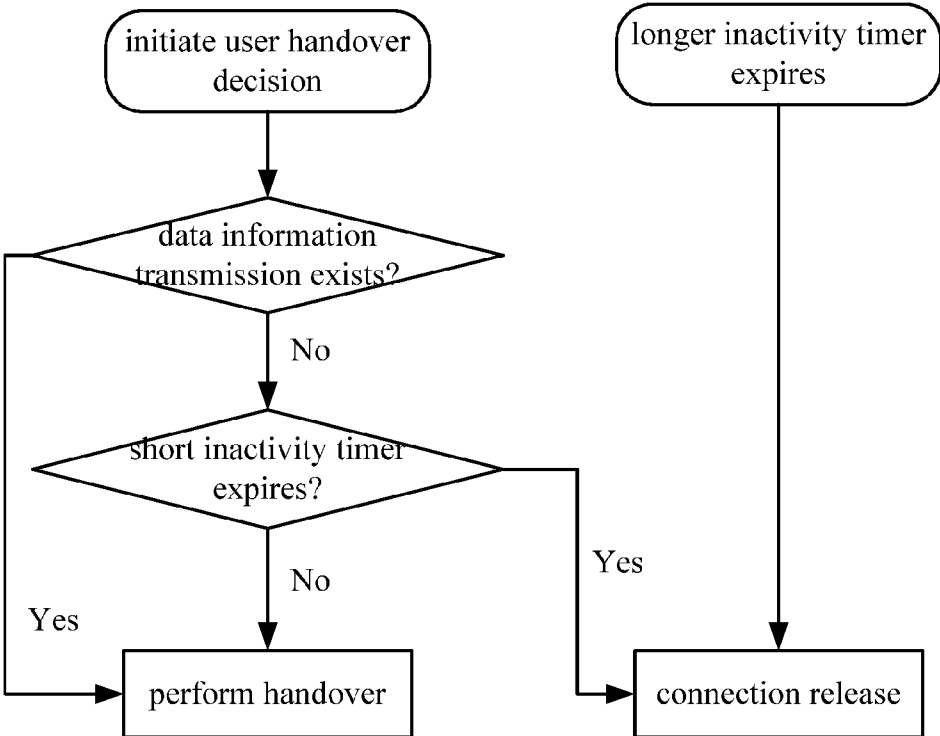 initiate user handover
decision
longer inactivity timer
expires
data information
transmission exists?
No
short inactivity timer
expires?
No
Yes
Yes
perform handover
connection release